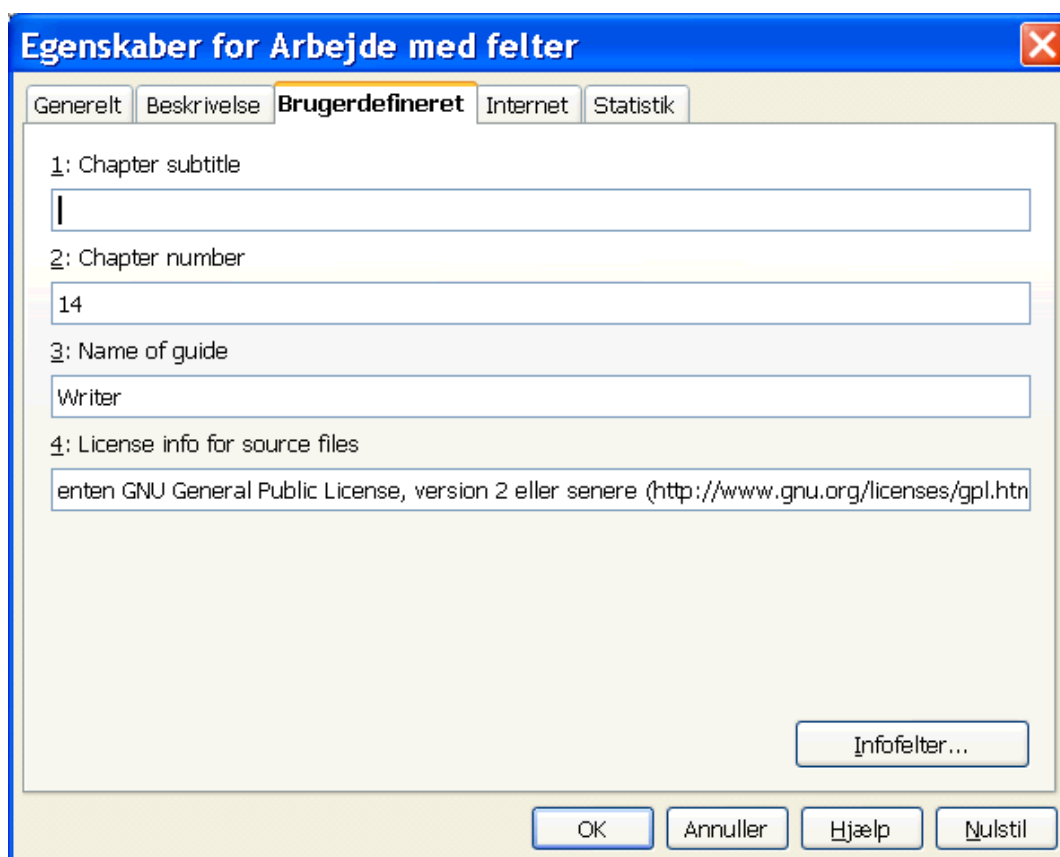 Egenskaber for Arbejde med felter
Generelt Beskrivelse Brugerdefineret Internet Statistik
1: Chapter subtitle
2: Chapter number
14
3: Name of guide
Writer
4: License info for source files
enten GNU General Public License, version 2 eller senere (http://www.gnu.org/licenses/gpl.htn
Infofelter...
OK Annuller Hjælp Nulstil